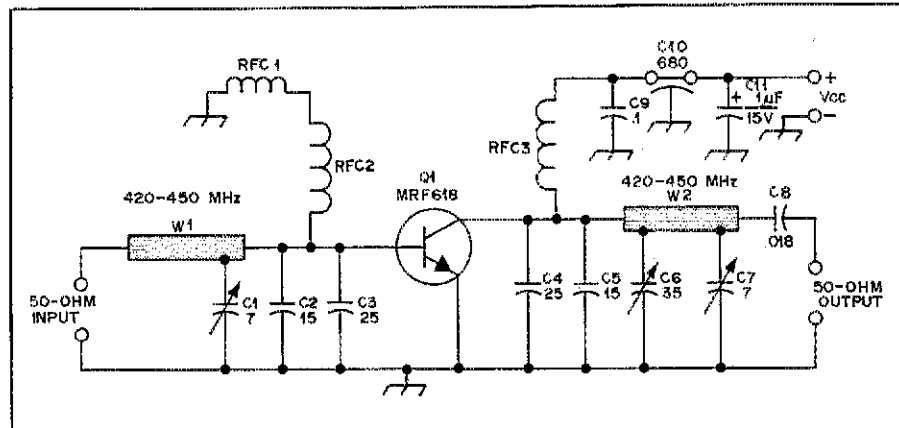 RFC 1
RFC2
420-450 MHz
W1
50-OHM
INPUT
C1
7
C2
15
C3
25
Q1
MRF618
RFC3
C9
.1
C10
680
C11
+
1µF
15V
+
Vcc
-
420-450 MHz
W2
C8
.018
C4
25
C5
15
C6
35
C7
7
50-OHM
OUTPUT